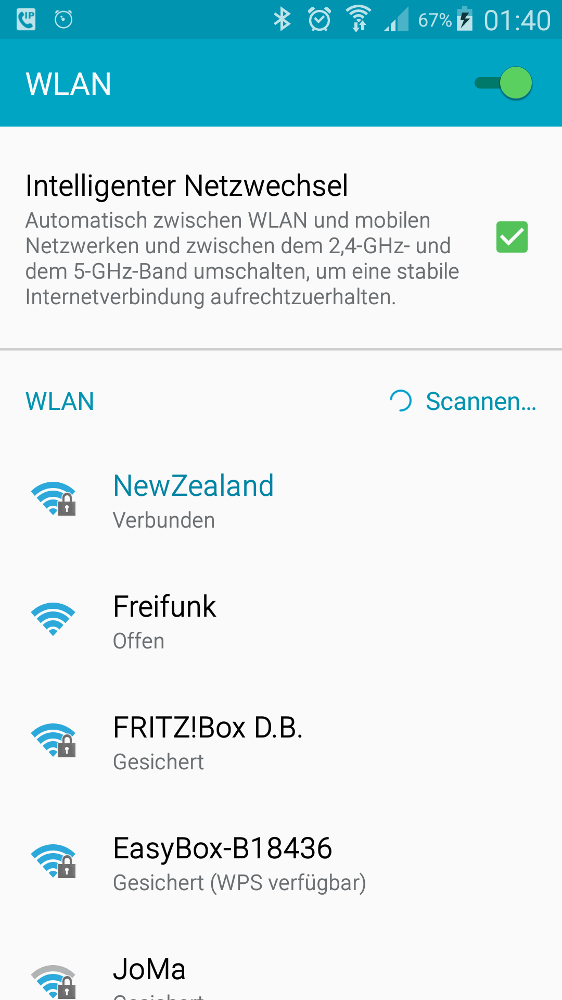 IP
67% 01:40
WLAN
Intelligenter Netzwechsel
Automatisch zwischen WLAN und mobilen
Netzwerken und zwischen dem 2,4-GHz- und
dem 5-GHz-Band umschalten, um eine stabile
Internetverbindung aufrechtzuerhalten.
WLAN Scannen...
NewZealand
Verbunden
Freifunk
Offen
FRITZ!Box D.B.
Gesichert
EasyBox-B18436
Gesichert (WPS verfügbar)
JoMa
Gesichert